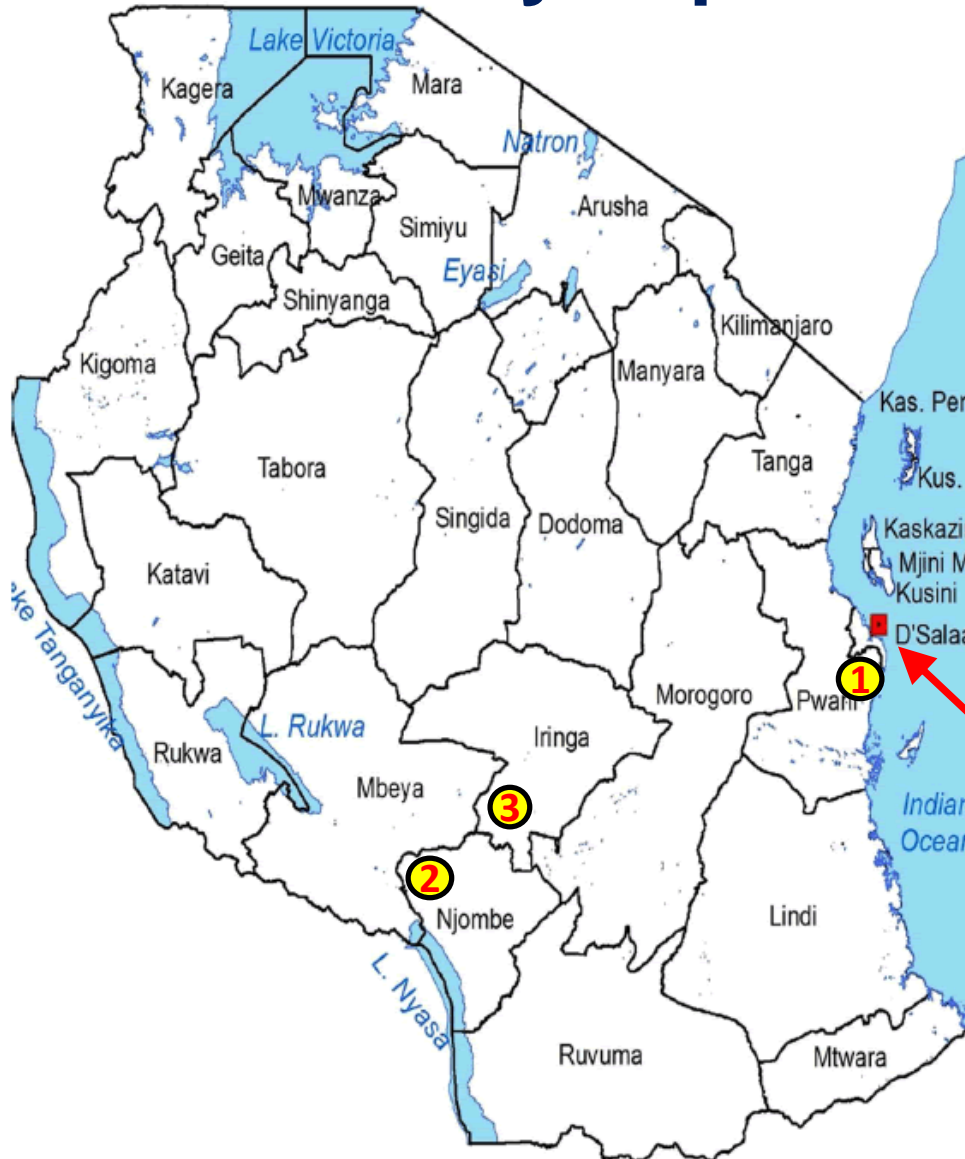 Lake Victoria
Kagera
Mara
Natron
Mwanza
Arusha
Simiyu
Geita
Eyasi
Shinyanga
Kilimanjaro
Kigoma
Manyara
Kas. Per
Tabora
Tanga
Kus.
Singida
Dodoma
Kaskazi
Katavi
Mjini M
Kusini
D'Salaa
ke Tanganyika
1
Morogoro
Pwani
L. Rukwa
Iringa
Rukwa
Mbeya
3
Indian
Ocean
2
Njombe
Lindi
L. Nyasa
Ruvuma
Mtwara